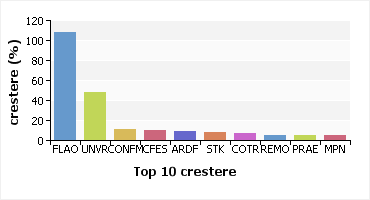 crestere (%)
120
100
80
60
40
20
0
FLAO UNVR CONFM CFES ARDF STK COTR REMO PRAE MPN
Top 10 crestere